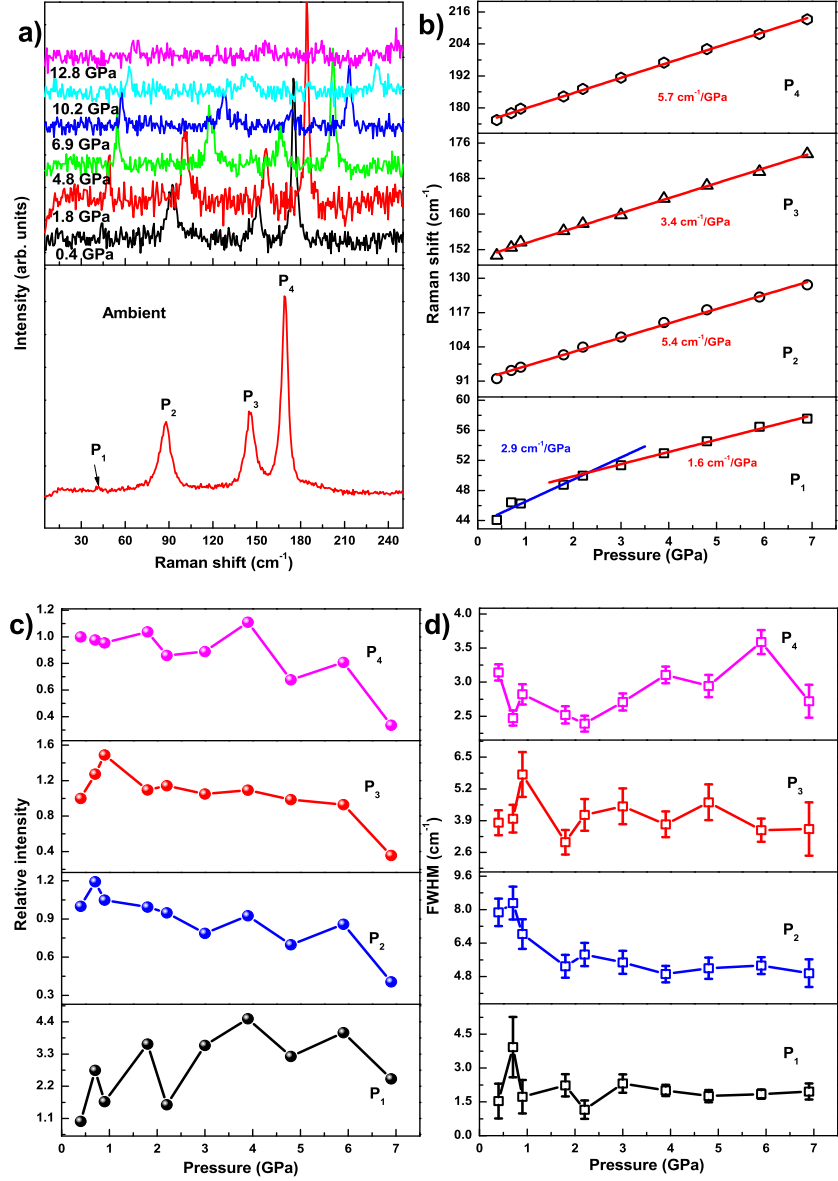 a)
12.8 GPa
10.2 GPa
6.9 GPa
4.8 GPa
1.8 GPa
0.4 GPa
Ambient
P1
P2
P3
P4
Intensity (arb. units)
30 60 90 120 150 180 210 240
Raman shift (cm-1)
b)
216
204
192
180
5.7 cm-1/GPa
P4
176
168
160
152
3.4 cm-1/GPa
P3
130
117
104
91
5.4 cm-1/GPa
P2
60
56
52
48
44
2.9 cm-1/GPa
1.6 cm-1/GPa
P1
Raman shift (cm-1)
0 1 2 3 4 5 6 7
Pressure (GPa)
c)
1.2
1.0
0.8
0.6
0.4
P4
1.6
1.2
0.8
0.4
P3
1.2
0.9
0.6
0.3
P2
4.4
3.3
2.2
1.1
P1
Relative intensity
0 1 2 3 4 5 6 7
Pressure (GPa)
d)
4.0
3.5
3.0
2.5
P4
6.5
5.2
3.9
2.6
P3
9.6
8.0
6.4
4.8
P2
4.5
3.0
1.5
0.0
P1
FWHM (cm-1)
0 1 2 3 4 5 6 7
Pressure (GPa)